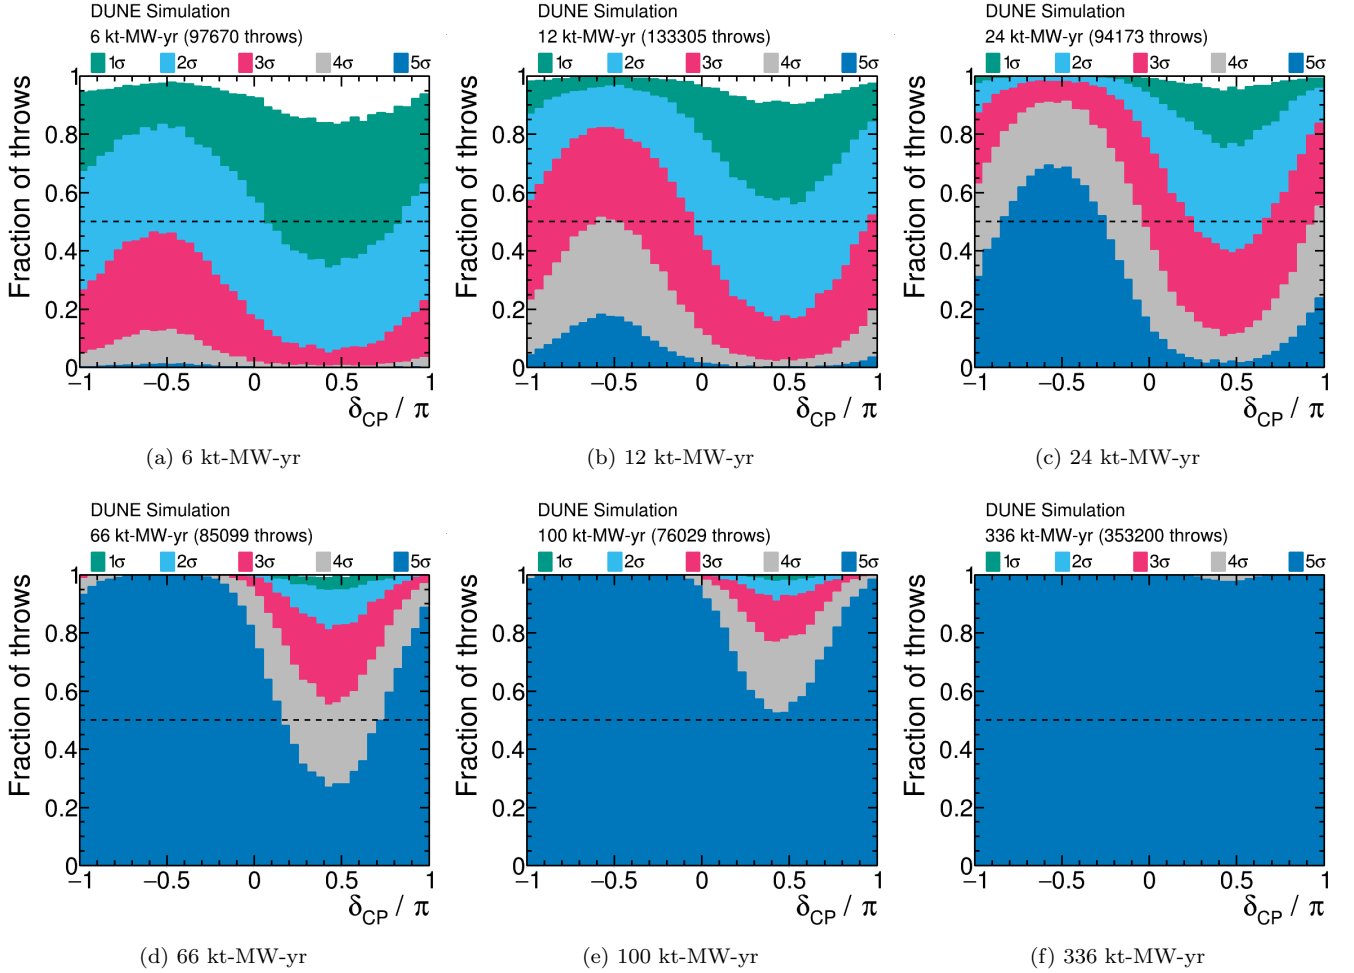 DUNE Simulation
6 kt-MW-yr (97670 throws)
1σ 2σ 3σ 4σ 5σ
Fraction of throws
1
0.8
0.6
0.4
0.2
0
−1 −0.5 0 0.5 1
δCP / π
(a) 6 kt-MW-yr
DUNE Simulation
12 kt-MW-yr (133305 throws)
1σ 2σ 3σ 4σ 5σ
Fraction of throws
1
0.8
0.6
0.4
0.2
0
−1 −0.5 0 0.5 1
δCP / π
(b) 12 kt-MW-yr
DUNE Simulation
24 kt-MW-yr (94173 throws)
1σ 2σ 3σ 4σ 5σ
Fraction of throws
1
0.8
0.6
0.4
0.2
0
−1 −0.5 0 0.5 1
δCP / π
(c) 24 kt-MW-yr
DUNE Simulation
66 kt-MW-yr (85099 throws)
1σ 2σ 3σ 4σ 5σ
Fraction of throws
1
0.8
0.6
0.4
0.2
0
−1 −0.5 0 0.5 1
δCP / π
(d) 66 kt-MW-yr
DUNE Simulation
100 kt-MW-yr (76029 throws)
1σ 2σ 3σ 4σ 5σ
Fraction of throws
1
0.8
0.6
0.4
0.2
0
−1 −0.5 0 0.5 1
δCP / π
(e) 100 kt-MW-yr
DUNE Simulation
336 kt-MW-yr (353200 throws)
1σ 2σ 3σ 4σ 5σ
Fraction of throws
1
0.8
0.6
0.4
0.2
0
−1 −0.5 0 0.5 1
δCP / π
(f) 336 kt-MW-yr